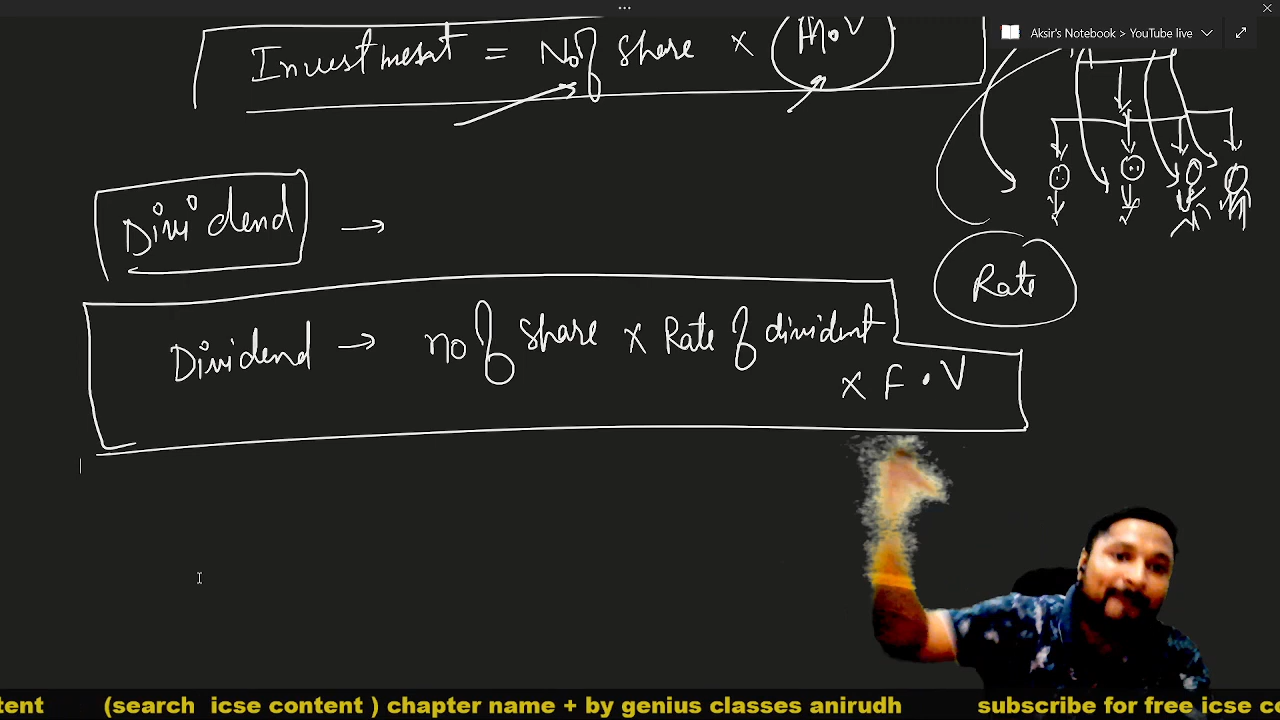 Aksir's Notebook > YouTube live
Investment = No of Share × M.V
Dividend →
Rate
Dividend → no of share × Rate of divident
× F.V
tent (search icse content ) chapter name + by genius classes anirudh subscribe for free icse co